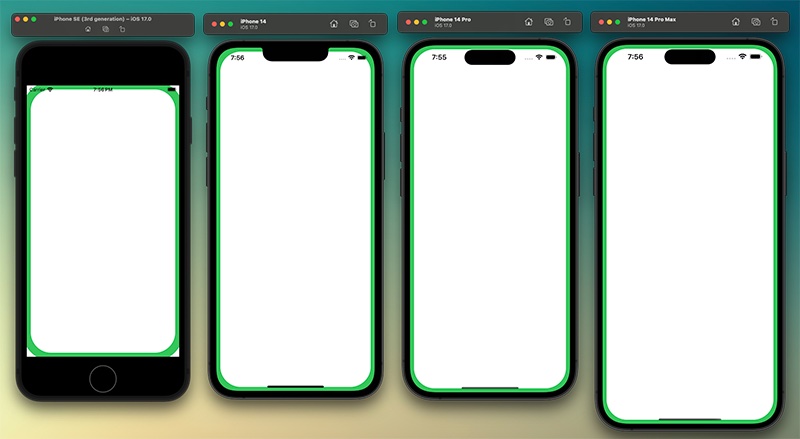 iPhone SE (3rd generation) – iOS 17.0
Carrier 7:56 PM
iPhone 14
iOS 17.0
7:56
iPhone 14 Pro
iOS 17.0
7:55
iPhone 14 Pro Max
iOS 17.0
7:56